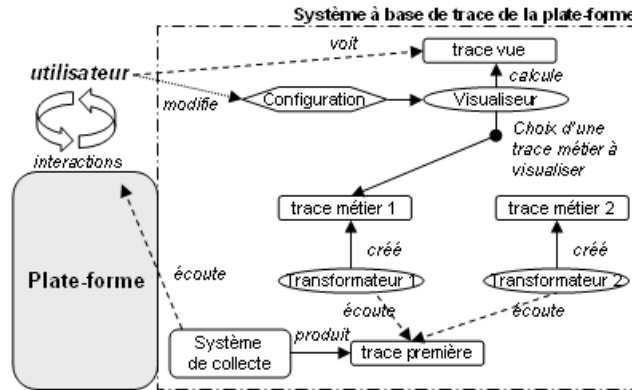 Système à base de trace de la plate-forme
voit
trace vue
utilisateur
calcule
modifie
Configuration
Visualiseur
Choix d'une
trace métier à
visualiser
interactions
trace métier 1
trace métier 2
créé
créé
écoute
Plate-forme
Transformateur 1
Transformateur 2
écoute
écoute
Système
de collecte
produit
trace première